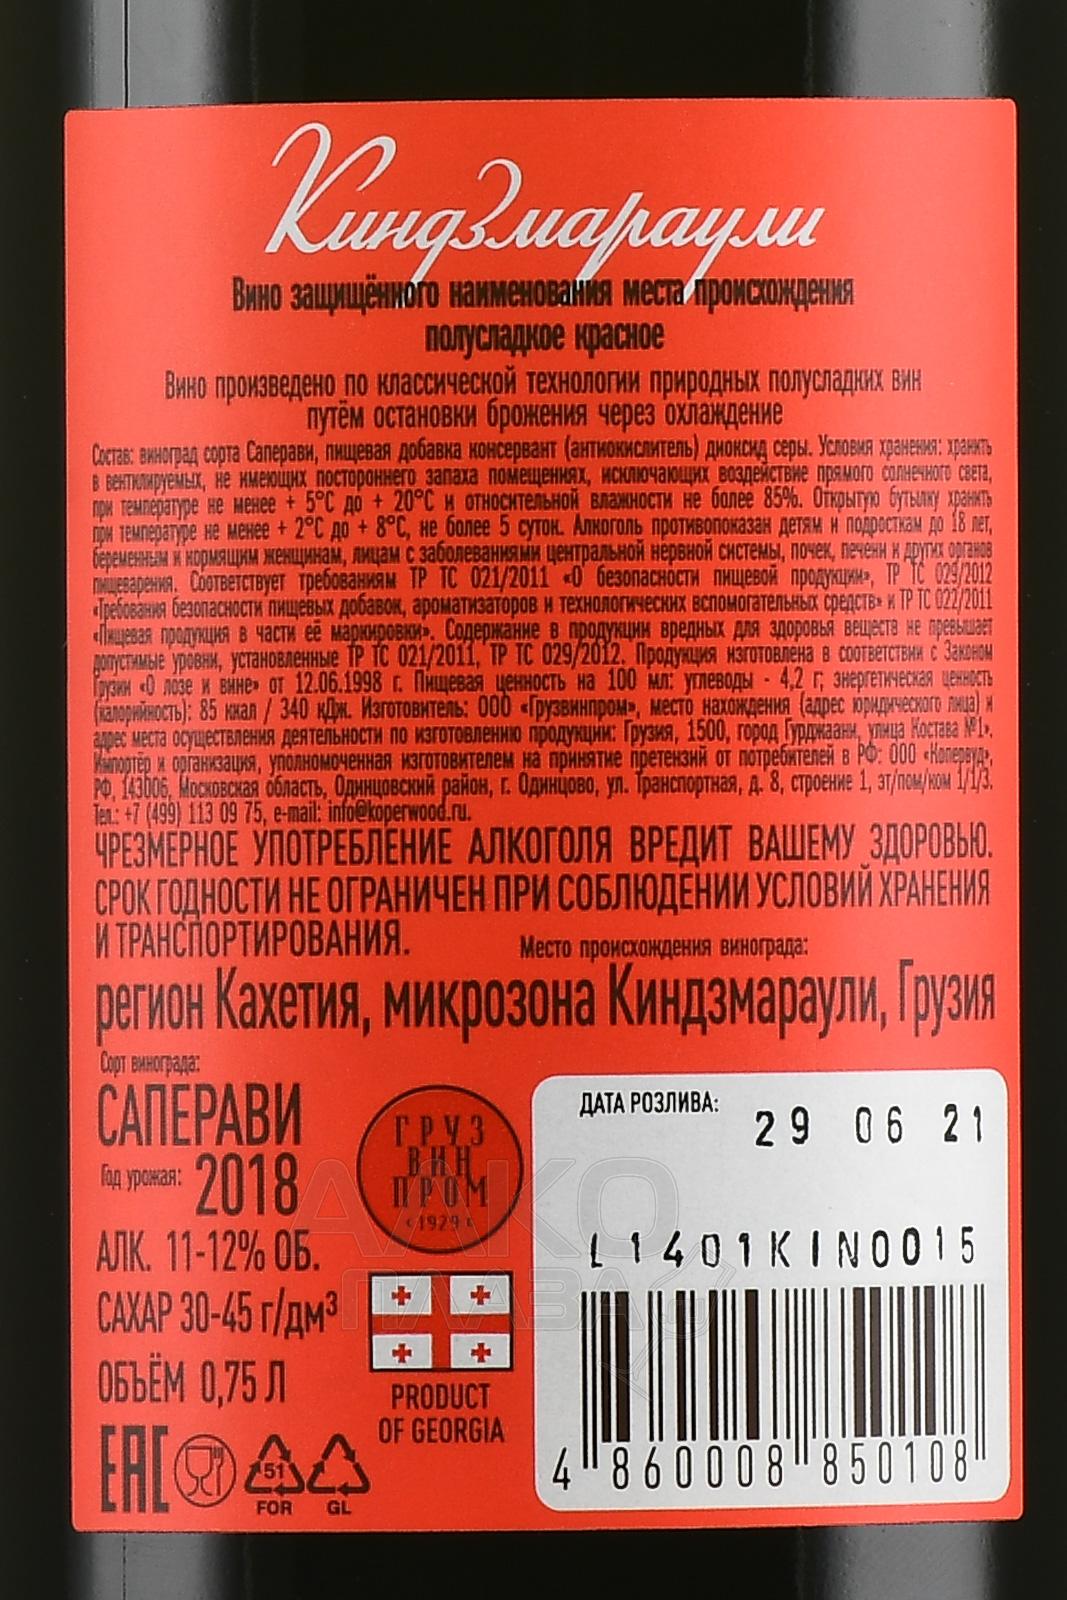 Киндзмараули
Вино защищённого наименования места происхождения
полусладкое красное
Вино произведено по классической технологии природных полусладких вин
путём остановки брожения через охлаждение
Состав: виноград сорта Саперави, пищевая добавка консервант (антиокислитель) диоксид серы. Условия хранения: хранить
в вентилируемых, не имеющих постороннего запаха помещениях, исключающих воздействие прямого солнечного света,
при температуре не менее + 5°С до + 20°С и относительной влажности не более 85%. Открытую бутылку хранить
при температуре не менее + 2°С до + 8°С, не более 5 суток. Алкоголь противопоказан детям и подросткам до 18 лет,
беременным и кормящим женщинам, лицам с заболеваниями центральной нервной системы, почек, печени и других органов
пищеварения. Соответствует требованиям ТР ТС 021/2011 «О безопасности пищевой продукции», ТР ТС 029/2012
«Требования безопасности пищевых добавок, ароматизаторов и технологических вспомогательных средств» и ТР ТС 022/2011
«Пищевая продукция в части её маркировки». Содержание в продукции вредных для здоровья веществ не превышает
допустимые уровни, установленные ТР ТС 021/2011, ТР ТС 029/2012. Продукция изготовлена в соответствии с Законом
Грузии «О лозе и вине» от 12.06.1998 г. Пищевая ценность на 100 мл: углеводы - 4,2 г; энергетическая ценность
(калорийность): 85 ккал / 340 кДж. Изготовитель: ООО «Грузвинпром», место нахождения (адрес юридического лица) и
адрес места осуществления деятельности по изготовлению продукции: Грузия, 1500, город Гурджаани, улица Костава №1».
Импортёр и организация, уполномоченная изготовителем на принятие претензий от потребителей в РФ: ООО «Копервуд»,
РФ, 143006, Московская область, Одинцовский район, г. Одинцово, ул. Транспортная, д. 8, строение 1, эт/пом/ком 1/1/3.
Тел.: +7 (499) 113 09 75, e-mail: info@koperwood.ru.
ЧРЕЗМЕРНОЕ УПОТРЕБЛЕНИЕ АЛКОГОЛЯ ВРЕДИТ ВАШЕМУ ЗДОРОВЬЮ.
СРОК ГОДНОСТИ НЕ ОГРАНИЧЕН ПРИ СОБЛЮДЕНИИ УСЛОВИЙ ХРАНЕНИЯ
И ТРАНСПОРТИРОВАНИЯ.
Место происхождения винограда:
регион Кахетия, микрозона Киндзмараули, Грузия
Сорт винограда:
САПЕРАВИ
Год урожая: 2018
АЛК. 11-12% ОБ.
САХАР 30-45 г/дм³
ОБЪЁМ 0,75 Л
ГРУЗ
ВИН
ПРОМ
1929
PRODUCT
OF GEORGIA
EAC
51
FOR
GL
ДАТА РОЗЛИВА:
29 06 21
L1401KIN0015
4 860008 850108
АЛКО
ПЛАЗА